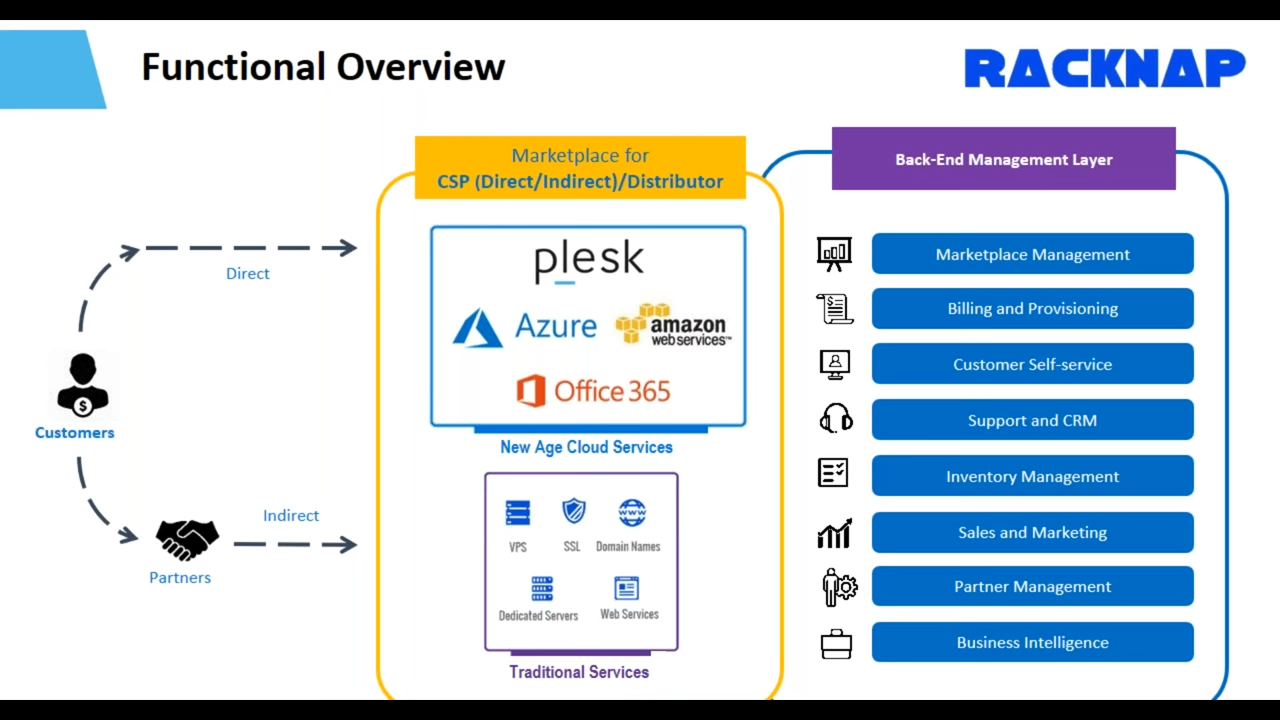 Functional Overview
RACKNAP
Marketplace for
CSP (Direct/Indirect)/Distributor
Back-End Management Layer
Direct
Customers
Indirect
Partners
plesk
Azure
amazon
web services™
Office 365
New Age Cloud Services
WWW
VPS
SSL
Domain Names
Dedicated Servers
Web Services
Traditional Services
Marketplace Management
Billing and Provisioning
Customer Self-service
Support and CRM
Inventory Management
Sales and Marketing
Partner Management
Business Intelligence